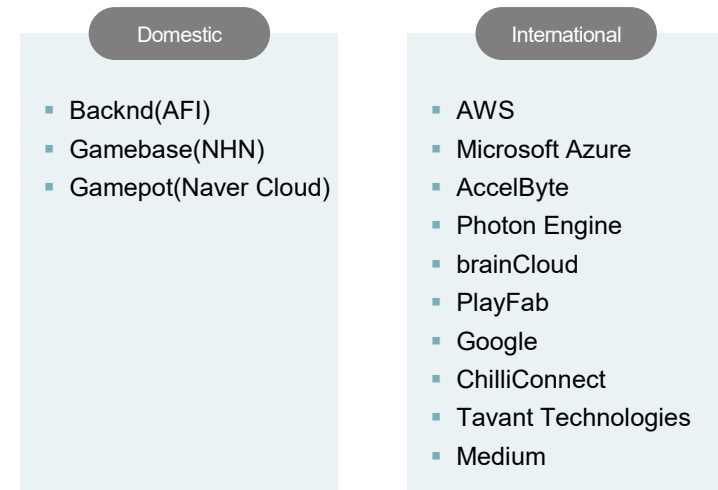 Domestic
Backnd(AFI)
Gamebase(NHN)
Gamepot(Naver Cloud)
International
AWS
Microsoft Azure
AccelByte
Photon Engine
brainCloud
PlayFab
Google
ChilliConnect
Tavant Technologies
Medium